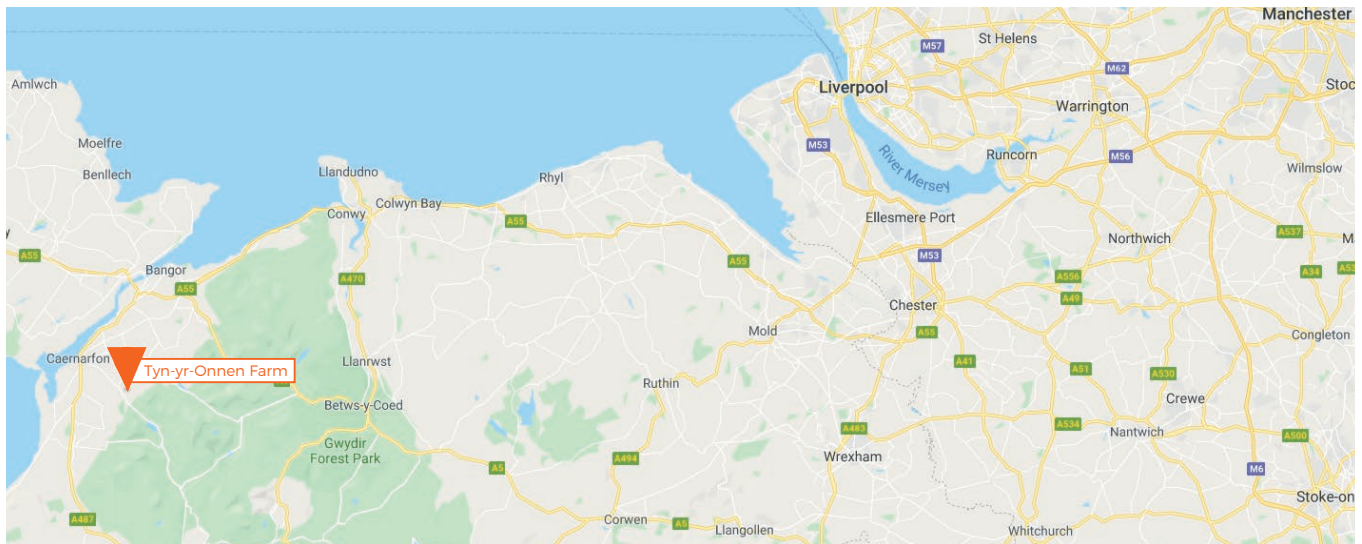 Manchester
St Helens
M57
M62
Amlwch
Liverpool
Stoc
Warrington
Moelfre
M53
River Mersey
Runcorn
M56
Benllech
Llandudno
Rhyl
Wilmslow
Colwyn Bay
Conwy
A55
Ellesmere Port
Northwich
A537
y
M
A55
A55
M53
Bangor
A470
A556
A34
A53
A55
A49
Chester
Mold
A55
Congleton
Caernarfon
Llanrwst
A41
A51
A530
Tyn-yr-Onnen Farm
Ruthin
Crewe
Betws-y-Coed
A483
A534
Nantwich
A500
Gwydir
Forest Park
A494
Wrexham
A5
M6
Stoke-on
A487
Corwen
A5
Llangollen
Whitchurch